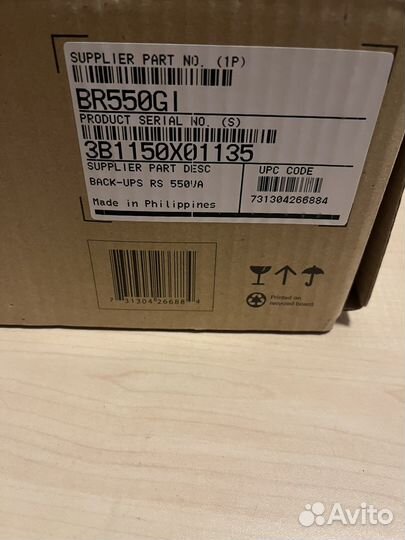 SUPPLIER PART NO. (1P)
BR550GI
PRODUCT SERIAL NO. (S)
3B1150X01135
SUPPLIER PART DESC
BACK-UPS RS 550VA
UPC CODE
731304266884
Made in Philippines
7 31304 26688 4
Printed on
recycled board
Avito